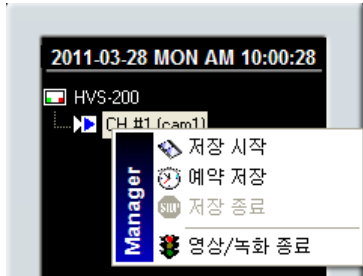 2011-03-28 MON AM 10:00:28
HVS-200
CH #1 (cam1)
Manager
저장 시작
예약 저장
STOP 저장 종료
영상/녹화 종료